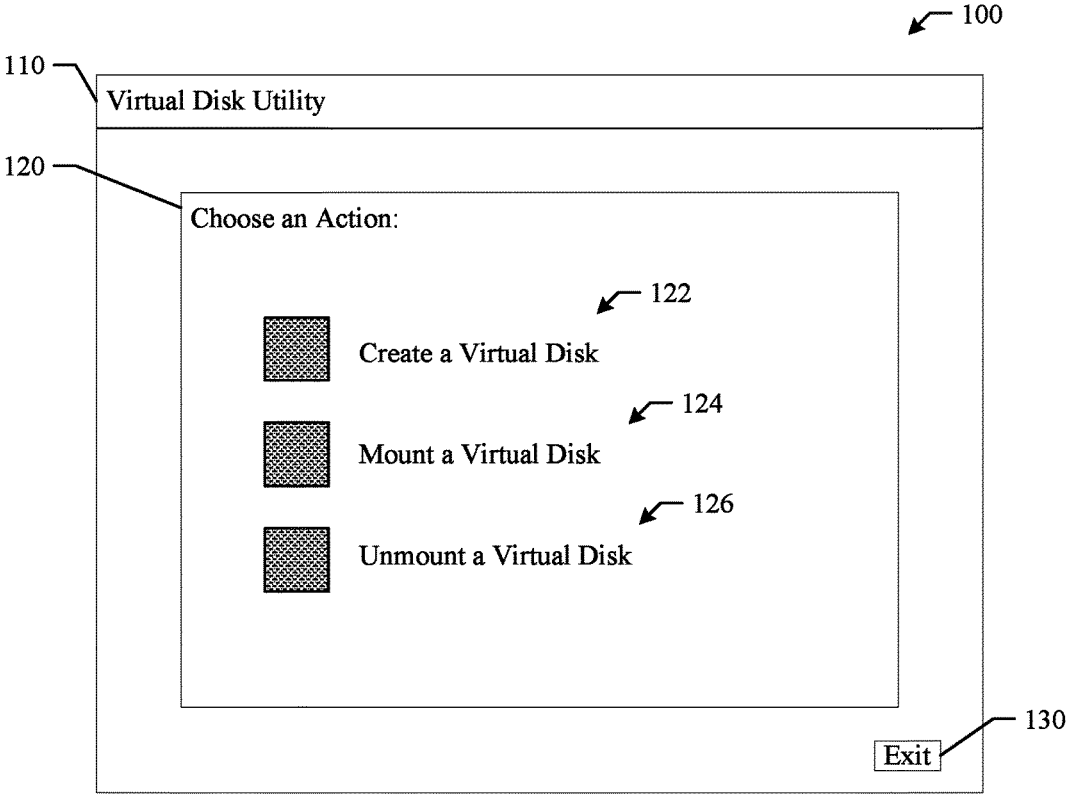 100
110
Virtual Disk Utility
120
Choose an Action:
122
Create a Virtual Disk
124
Mount a Virtual Disk
126
Unmount a Virtual Disk
130
Exit